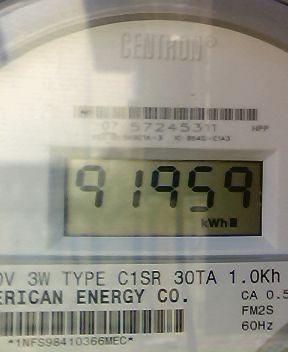 CENTRON®
07 57245311 HPP
91959
kWh
0V 3W TYPE C1SR 30TA 1.0Kh
ERICAN ENERGY CO. CA 0.5
FM2S
60Hz
*1NFS98410366MEC*